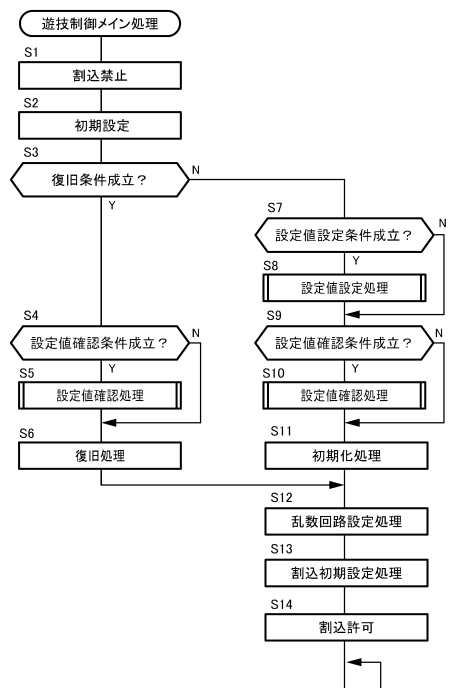 遊技制御メイン処理
S1
割込禁止
S2
初期設定
S3
復旧条件成立？
N
Y
S7
設定値設定条件成立？
N
Y
S8
設定値設定処理
S4
設定値確認条件成立？
N
Y
S9
設定値確認条件成立？
N
Y
S5
設定値確認処理
S10
設定値確認処理
S6
復旧処理
S11
初期化処理
S12
乱数回路設定処理
S13
割込初期設定処理
S14
割込許可